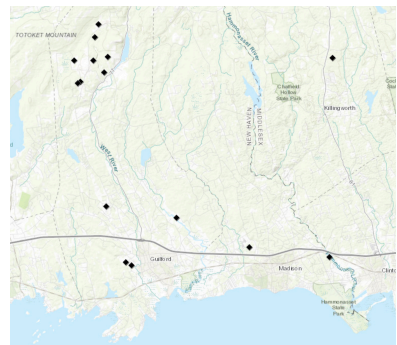 Hammonasset River
TOTOKET MOUNTAIN
Chatfield
Hollow
State Park
Killingworth
NEW HAVEN
MIDDLESEX
West River
Guilford
Madison
Clinton
Hammonasset
State
Park